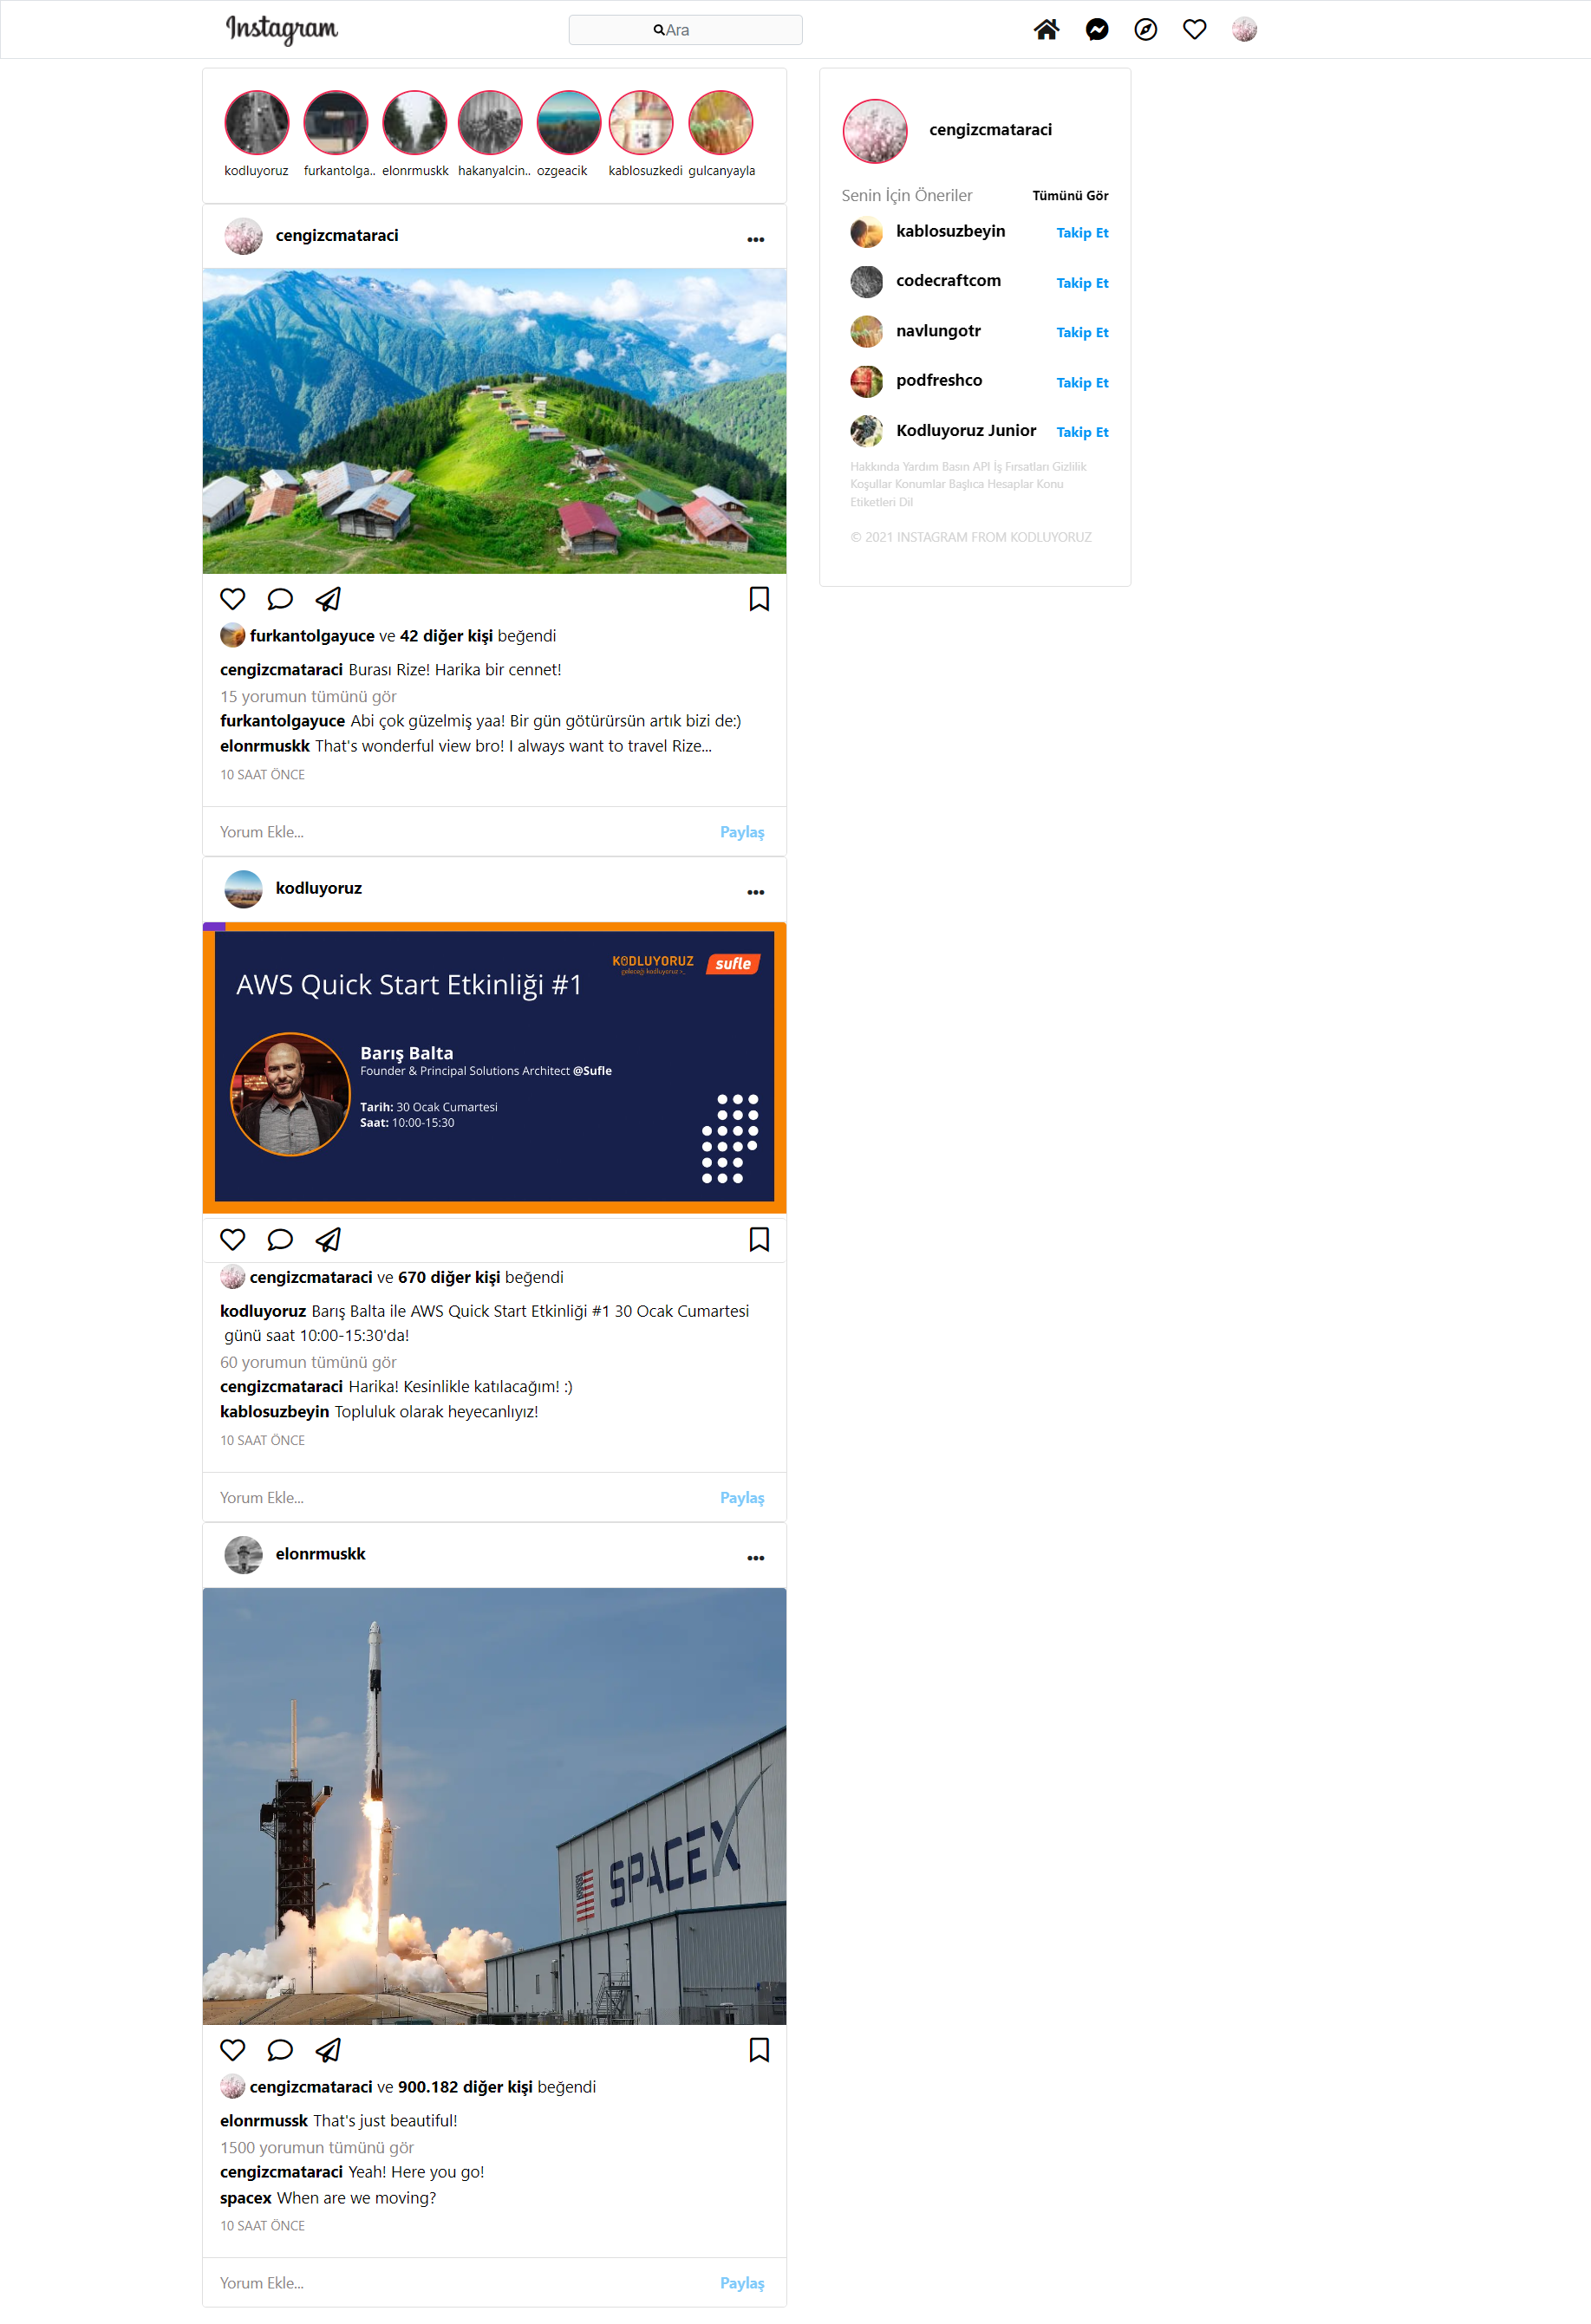 Instagram
Ara
kodluyoruz furkantolga.. elonrmuskk hakanyalcin.. ozgeacik kablosuzkedi gulcanyayla
cengizcmataraci
Senin İçin Öneriler Tümünü Gör
kablosuzbeyin Takip Et
codecraftcom Takip Et
navlungotr Takip Et
podfreshco Takip Et
Kodluyoruz Junior Takip Et
Hakkında Yardım Basın API İş Fırsatları Gizlilik
Koşullar Konumlar Başlıca Hesaplar Konu
Etiketleri Dil
© 2021 INSTAGRAM FROM KODLUYORUZ
cengizcmataraci
furkantolgayuce ve 42 diğer kişi beğendi
cengizcmataraci Burası Rize! Harika bir cennet!
15 yorumun tümünü gör
furkantolgayuce Abi çok güzelmiş yaa! Bir gün götürürsün artık bizi de:)
elonrmuskk That's wonderful view bro! I always want to travel Rize...
10 SAAT ÖNCE
Yorum Ekle... Paylaş
kodluyoruz
KODLUYORUZ sufle
geleceği kodluyoruz >_
AWS Quick Start Etkinliği #1
Barış Balta
Founder & Principal Solutions Architect @Sufle
Tarih: 30 Ocak Cumartesi
Saat: 10:00-15:30
cengizcmataraci ve 670 diğer kişi beğendi
kodluyoruz Barış Balta ile AWS Quick Start Etkinliği #1 30 Ocak Cumartesi
günü saat 10:00-15:30'da!
60 yorumun tümünü gör
cengizcmataraci Harika! Kesinlikle katılacağım! :)
kablosuzbeyin Topluluk olarak heyecanlıyız!
10 SAAT ÖNCE
Yorum Ekle... Paylaş
elonrmuskk
SPACEX
cengizcmataraci ve 900.182 diğer kişi beğendi
elonrmussk That's just beautiful!
1500 yorumun tümünü gör
cengizcmataraci Yeah! Here you go!
spacex When are we moving?
10 SAAT ÖNCE
Yorum Ekle... Paylaş